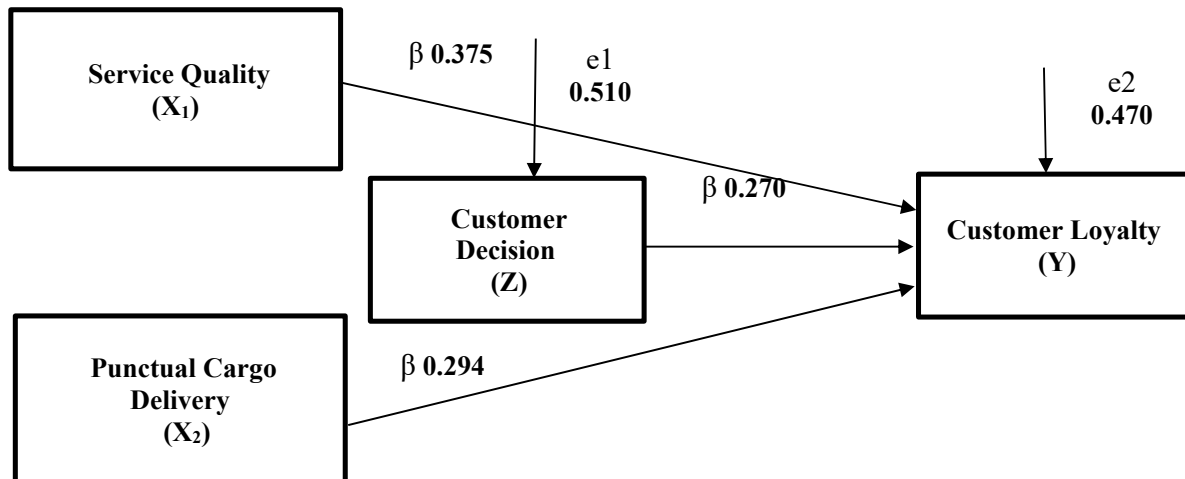 Service Quality
(X₁)
β 0.375
e1
0.510
e2
0.470
Customer
Decision
(Z)
β 0.270
Customer Loyalty
(Y)
Punctual Cargo
Delivery
(X₂)
β 0.294